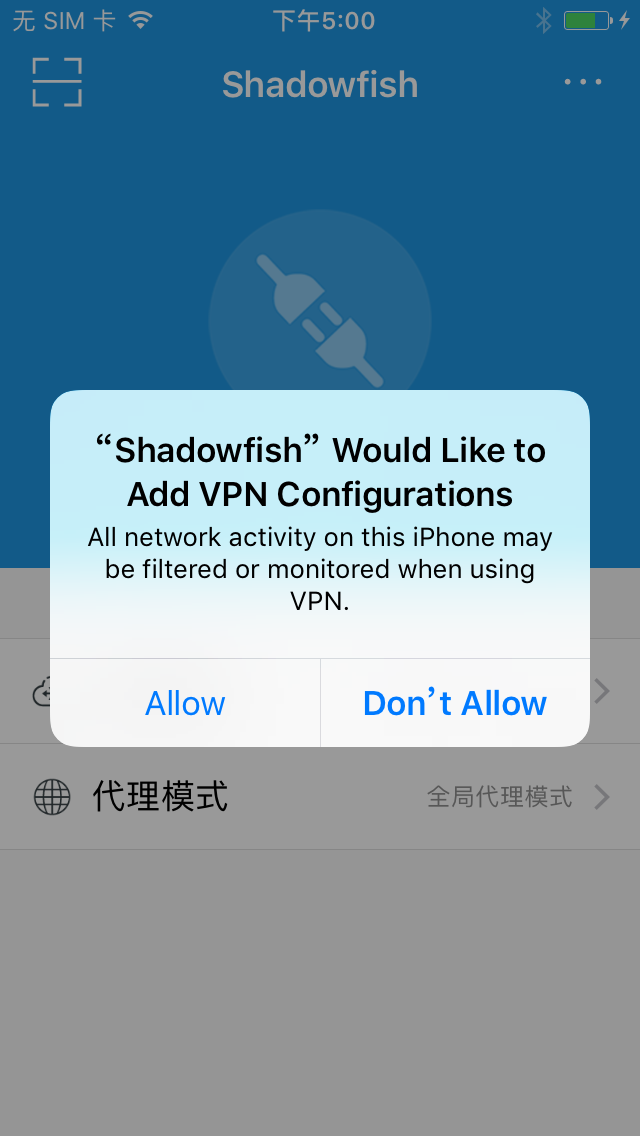 无 SIM 卡 下午5:00
Shadowfish
“Shadowfish” Would Like to
Add VPN Configurations
All network activity on this iPhone may
be filtered or monitored when using
VPN.
Allow Don’t Allow
代理模式 全局代理模式